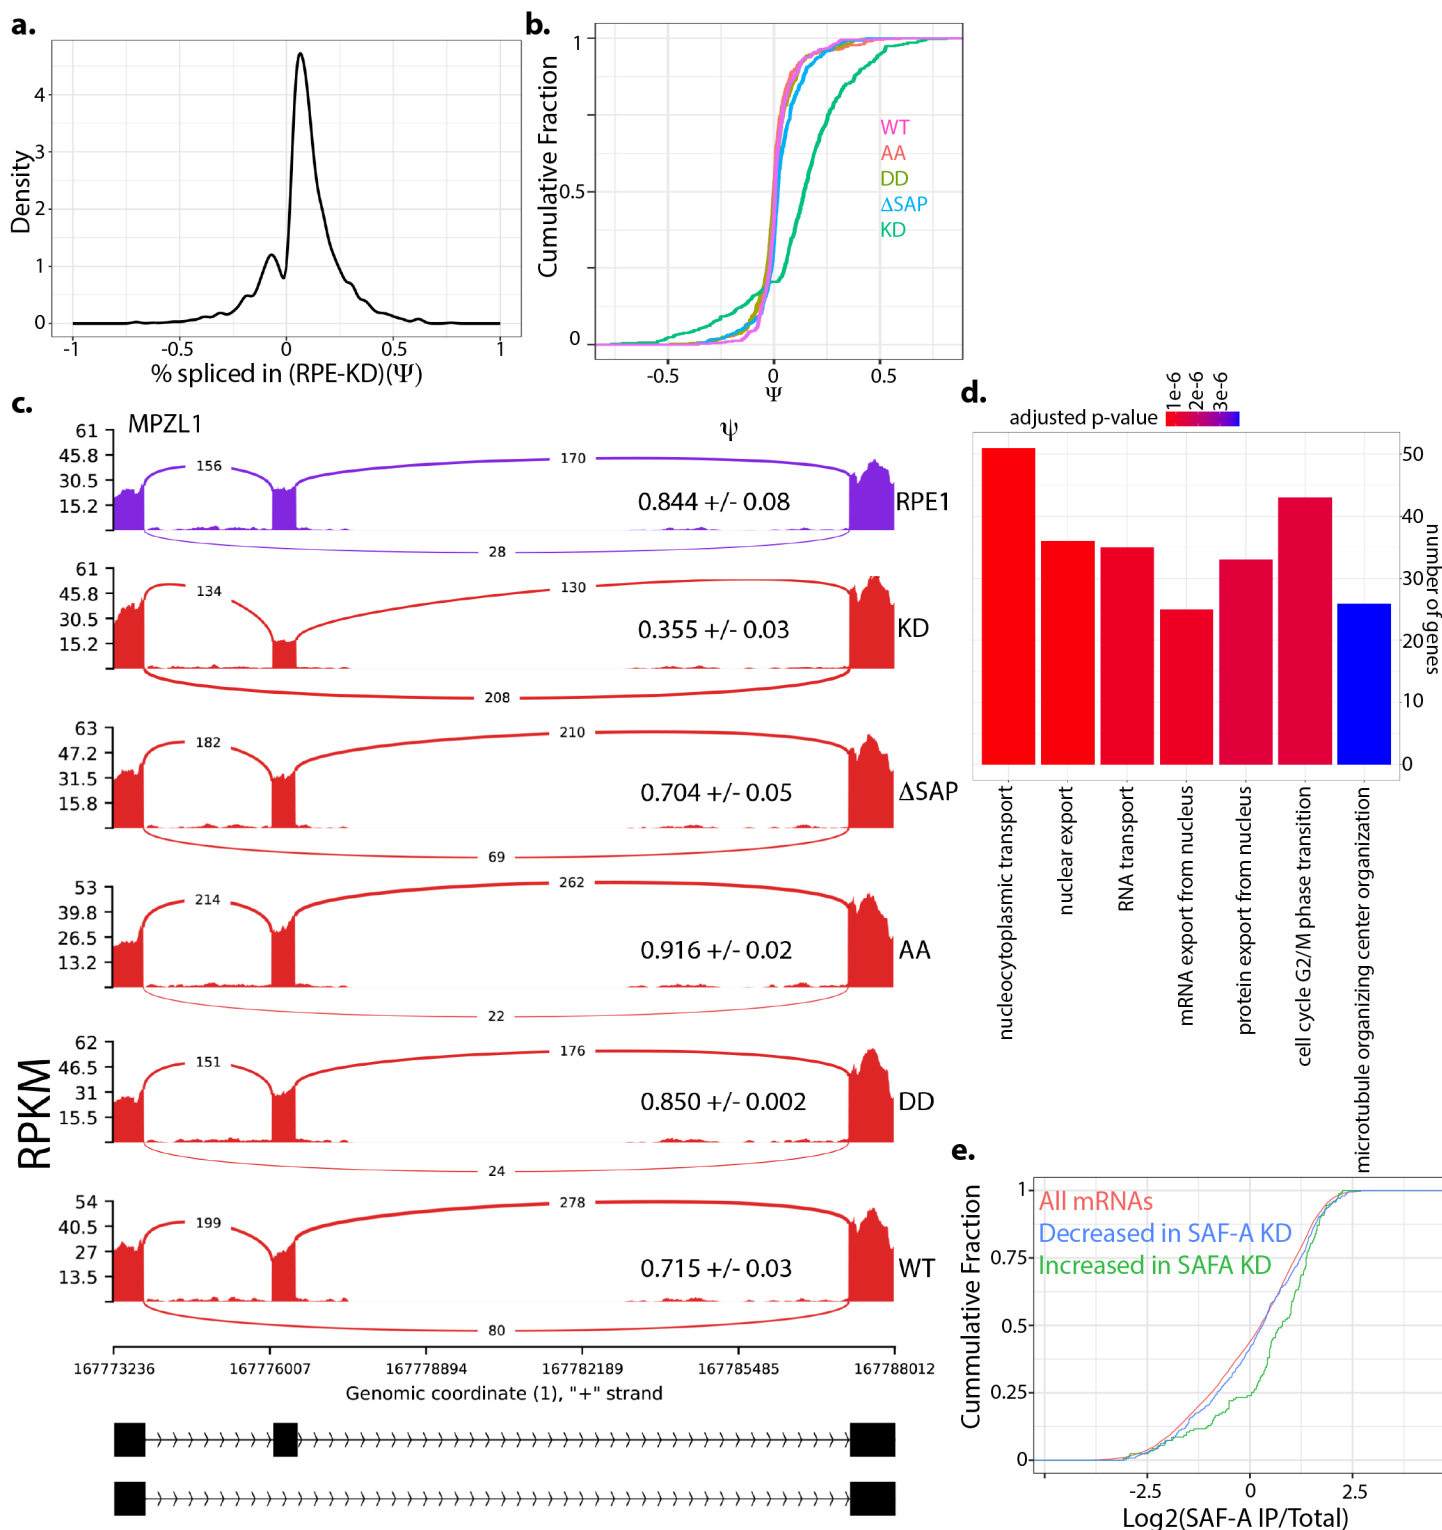 a.
Density
4
3
2
1
0
-1
-0.5
0
0.5
1
% spliced in (RPE-KD)(Ψ)
b.
Cumulative Fraction
1
0.5
0
WT
AA
DD
ΔSAP
KD
-0.5
0
0.5
Ψ
c.
MPZL1
ψ
61
45.8
30.5
15.2
156
170
28
0.844 +/- 0.08
RPE1
61
45.8
30.5
15.2
134
130
208
0.355 +/- 0.03
KD
63
47.2
31.5
15.8
182
210
69
0.704 +/- 0.05
ΔSAP
53
39.8
26.5
13.2
214
262
22
0.916 +/- 0.02
AA
62
46.5
31
15.5
151
176
24
0.850 +/- 0.002
DD
54
40.5
27
13.5
199
278
80
0.715 +/- 0.03
WT
RPKM
167773236 167776007 167778894 167782189 167785485 167788012
Genomic coordinate (1), "+" strand
d.
adjusted p-value
1e-6
2e-6
3e-6
50
40
30
20
10
0
number of genes
nucleocytoplasmic transport
nuclear export
RNA transport
mRNA export from nucleus
protein export from nucleus
cell cycle G2/M phase transition
microtubule organizing center organization
e.
Cummulative Fraction
1
0.75
0.5
0.25
0
All mRNAs
Decreased in SAF-A KD
Increased in SAFA KD
-2.5
0
2.5
Log2(SAF-A IP/Total)